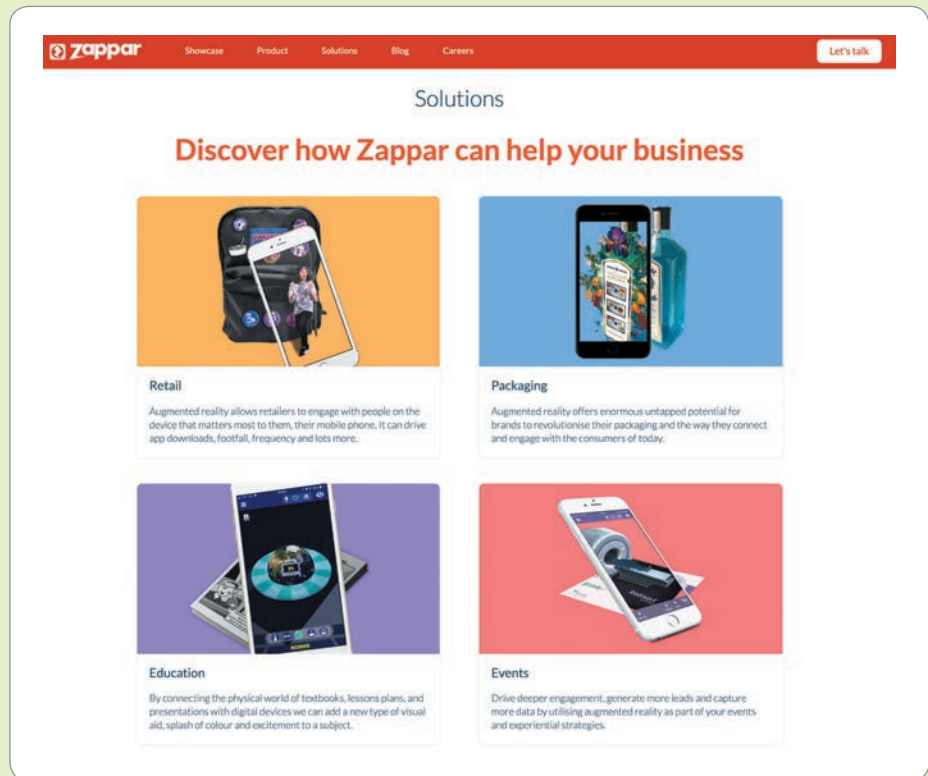 zappar
Showcase Product Solutions Blog Careers
Let's talk
Solutions
Discover how Zappar can help your business
Retail
Augmented reality allows retailers to engage with people on the
device that matters most to them, their mobile phone. It can drive
app downloads, footfall, frequency and lots more.
Packaging
Augmented reality offers enormous untapped potential for
brands to revolutionise their packaging and the way they connect
and engage with the consumers of today.
Education
By connecting the physical world of textbooks, lessons plans, and
presentations with digital devices we can add a new type of visual
aid, splash of colour and excitement to a subject.
Events
Drive deeper engagement, generate more leads and capture
more data by utilising augmented reality as part of your events
and experiential strategies.